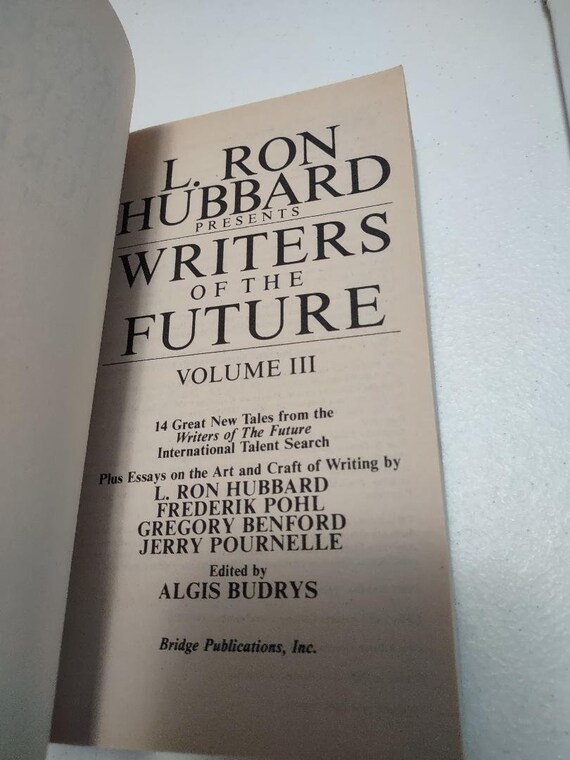 L. RON
HUBBARD
PRESENTS
WRITERS
OF THE
FUTURE
VOLUME III
14 Great New Tales from the
Writers of The Future
International Talent Search
Plus Essays on the Art and Craft of Writing by
L. RON HUBBARD
FREDERIK POHL
GREGORY BENFORD
JERRY POURNELLE
Edited by
ALGIS BUDRYS
Bridge Publications, Inc.